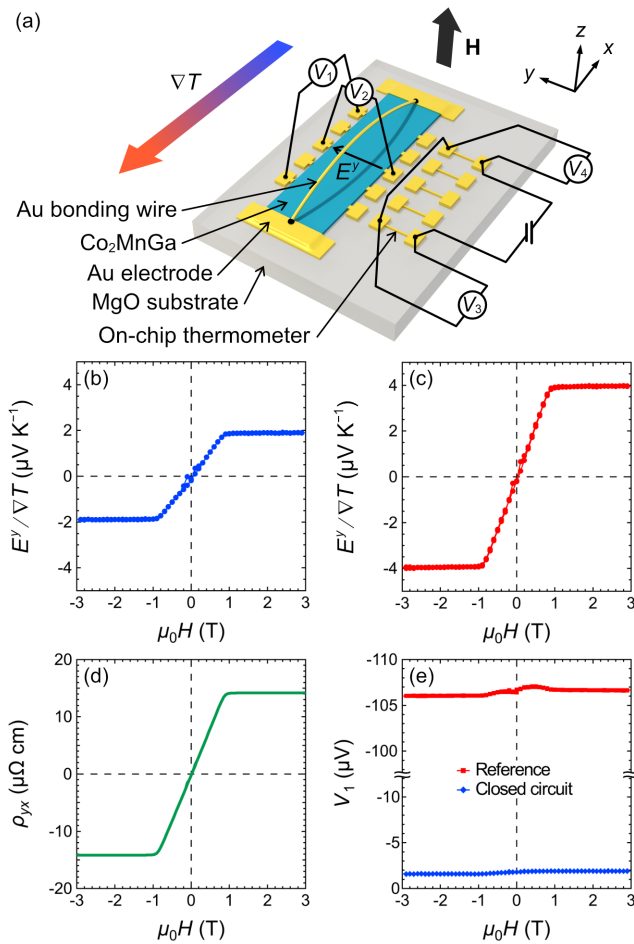 (a)
∇T
H
z
x
y
V1
V2
E^y
V4
V3
Au bonding wire
Co₂MnGa
Au electrode
MgO substrate
On-chip thermometer
(b)
E^y / ∇T (µV K⁻¹)
4
2
0
-2
-4
-3 -2 -1 0 1 2 3
µ₀H (T)
(c)
E^y / ∇T (µV K⁻¹)
4
2
0
-2
-4
-3 -2 -1 0 1 2 3
µ₀H (T)
(d)
ρyx (µΩ cm)
20
10
0
-10
-20
-3 -2 -1 0 1 2 3
µ₀H (T)
(e)
V₁ (µV)
-110
-105
-100
-10
-5
0
Reference
Closed circuit
-3 -2 -1 0 1 2 3
µ₀H (T)